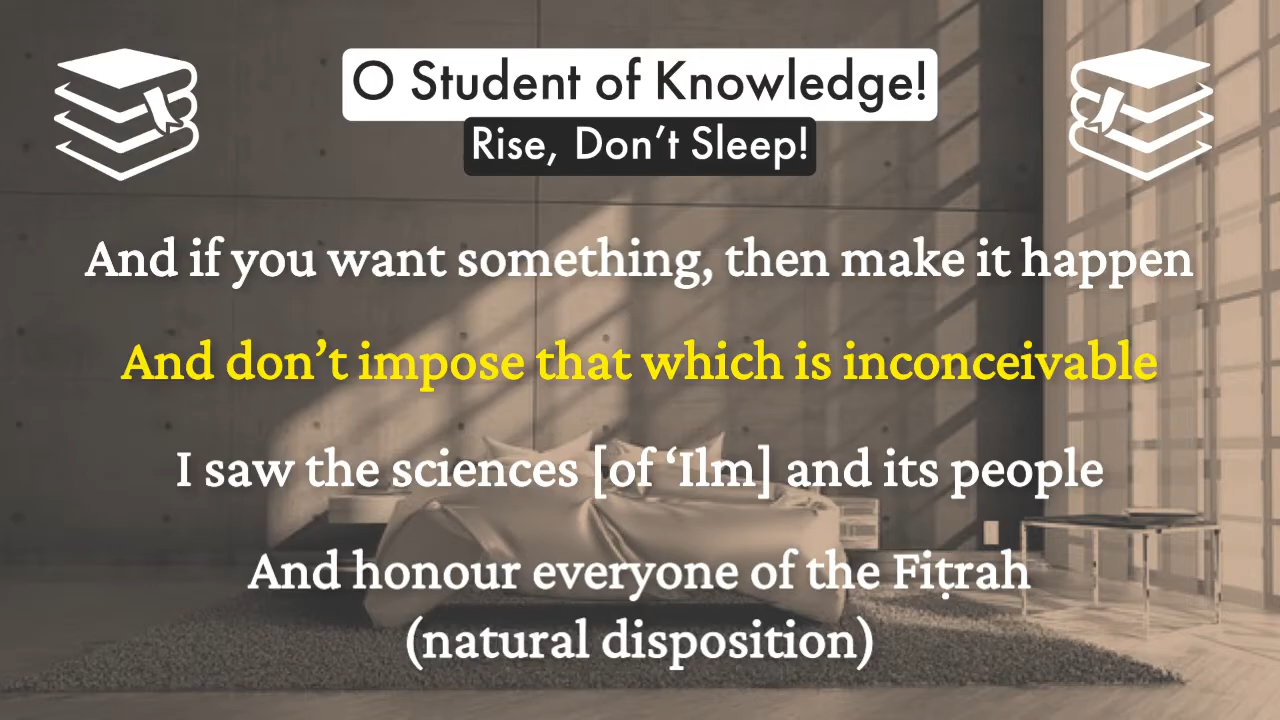 O Student of Knowledge!
Rise, Don’t Sleep!
And if you want something, then make it happen
And don’t impose that which is inconceivable
I saw the sciences [of ‘Ilm] and its people
And honour everyone of the Fiṭrah
(natural disposition)